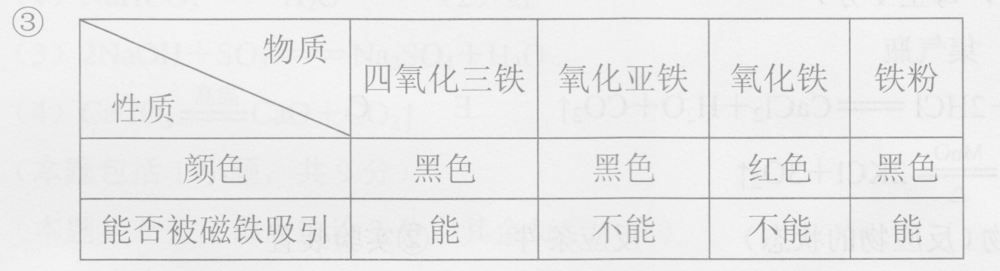 ③
物质
性质
四氧化三铁 氧化亚铁 氧化铁 铁粉
颜色 黑色 黑色 红色 黑色
能否被磁铁吸引 能 不能 不能 能